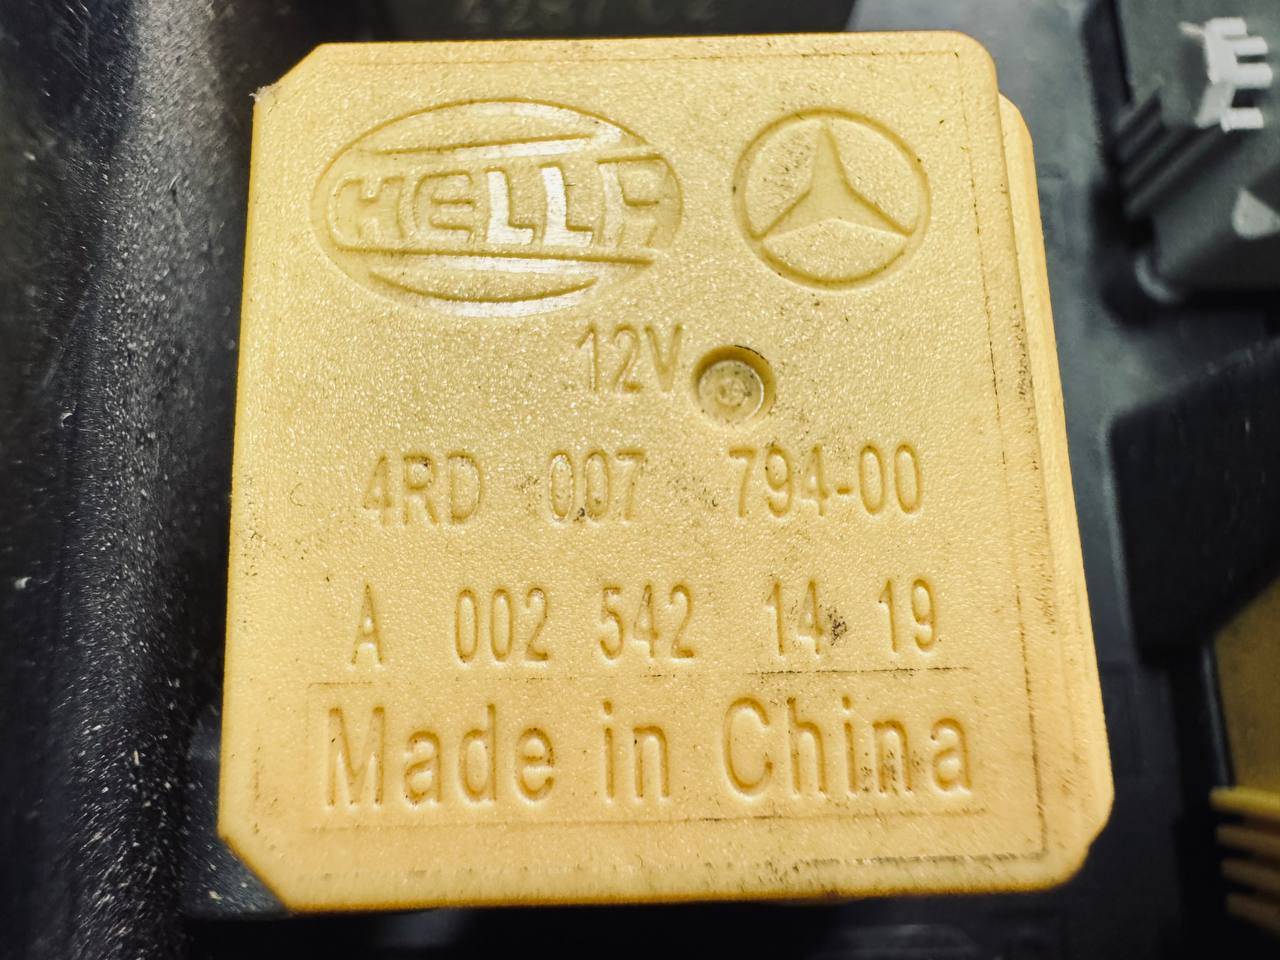 HELLA
12V
4RD 007 794-00
A 002 542 14 19
Made in China